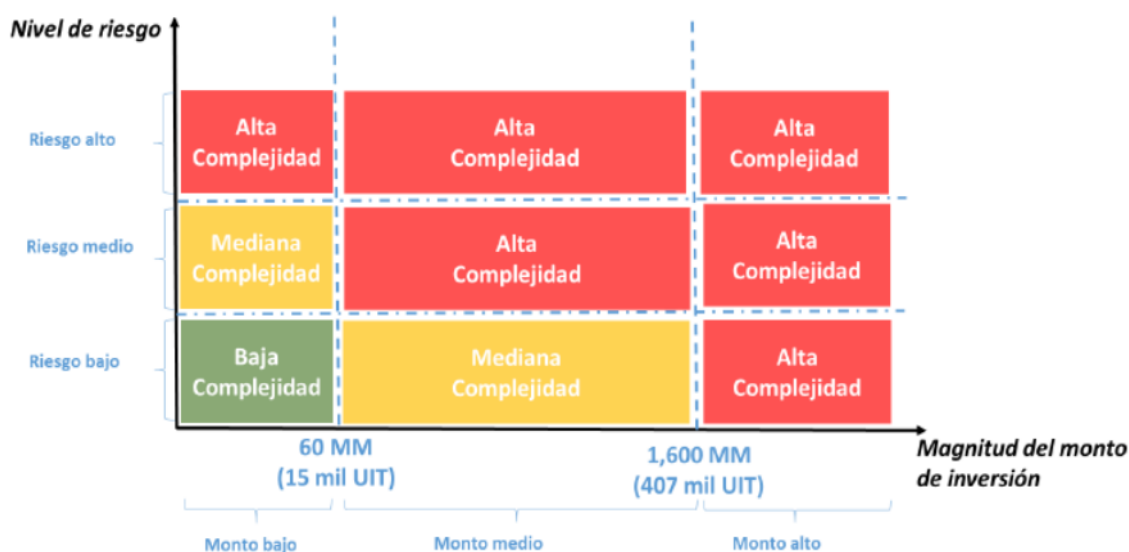 Nivel de riesgo
Riesgo alto
Alta
Complejidad
Alta
Complejidad
Alta
Complejidad
Riesgo medio
Mediana
Complejidad
Alta
Complejidad
Alta
Complejidad
Riesgo bajo
Baja
Complejidad
Mediana
Complejidad
Alta
Complejidad
60 MM
(15 mil UIT)
1,600 MM
(407 mil UIT)
Magnitud del monto
de inversión
Monto bajo
Monto medio
Monto alto